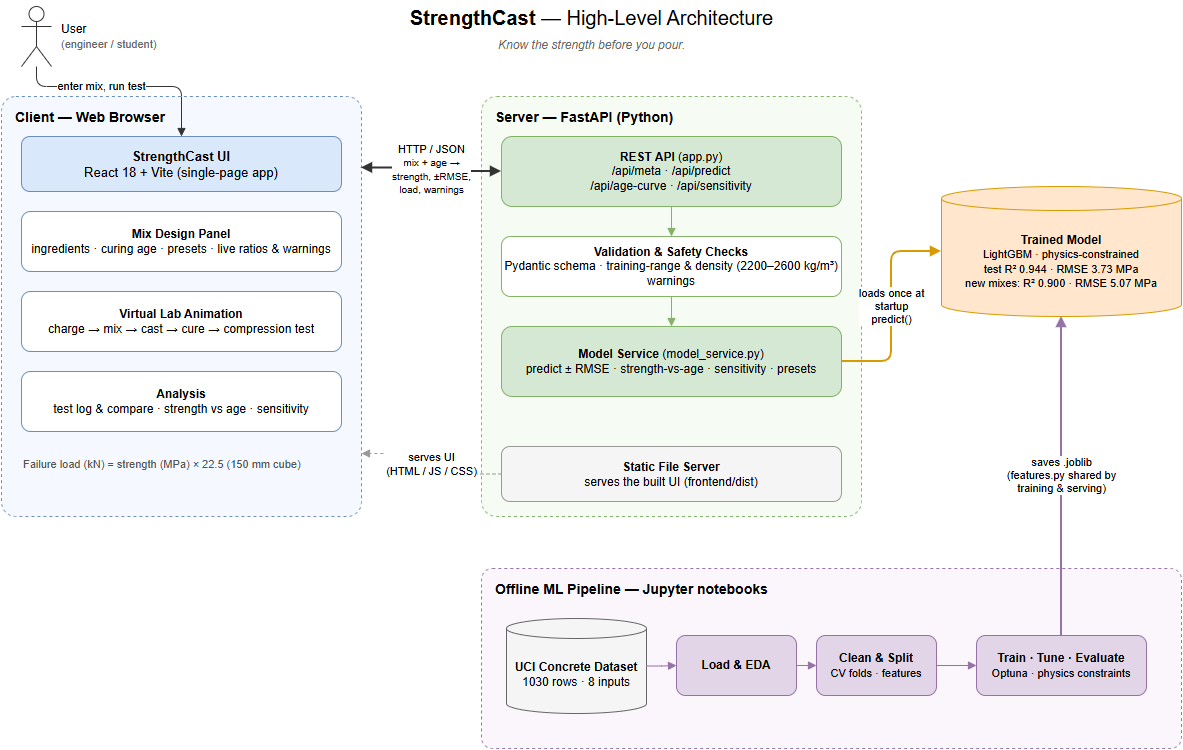 StrengthCast — High-Level Architecture
Know the strength before you pour.
User
(engineer / student)
enter mix, run test
Client — Web Browser
StrengthCast UI
React 18 + Vite (single-page app)
Mix Design Panel
ingredients · curing age · presets · live ratios & warnings
Virtual Lab Animation
charge → mix → cast → cure → compression test
Analysis
test log & compare · strength vs age · sensitivity
Failure load (kN) = strength (MPa) × 22.5 (150 mm cube)
HTTP / JSON
mix + age →
strength, ±RMSE,
load, warnings
serves UI
(HTML / JS / CSS)
Server — FastAPI (Python)
REST API (app.py)
/api/meta · /api/predict
/api/age-curve · /api/sensitivity
Validation & Safety Checks
Pydantic schema · training-range & density (2200–2600 kg/m³)
warnings
Model Service (model_service.py)
predict ± RMSE · strength-vs-age · sensitivity · presets
Static File Server
serves the built UI (frontend/dist)
loads once at
startup
predict()
Trained Model
LightGBM · physics-constrained
test R² 0.944 · RMSE 3.73 MPa
new mixes: R² 0.900 · RMSE 5.07 MPa
saves .joblib
(features.py shared by
training & serving)
Offline ML Pipeline — Jupyter notebooks
UCI Concrete Dataset
1030 rows · 8 inputs
Load & EDA
Clean & Split
CV folds · features
Train · Tune · Evaluate
Optuna · physics constraints